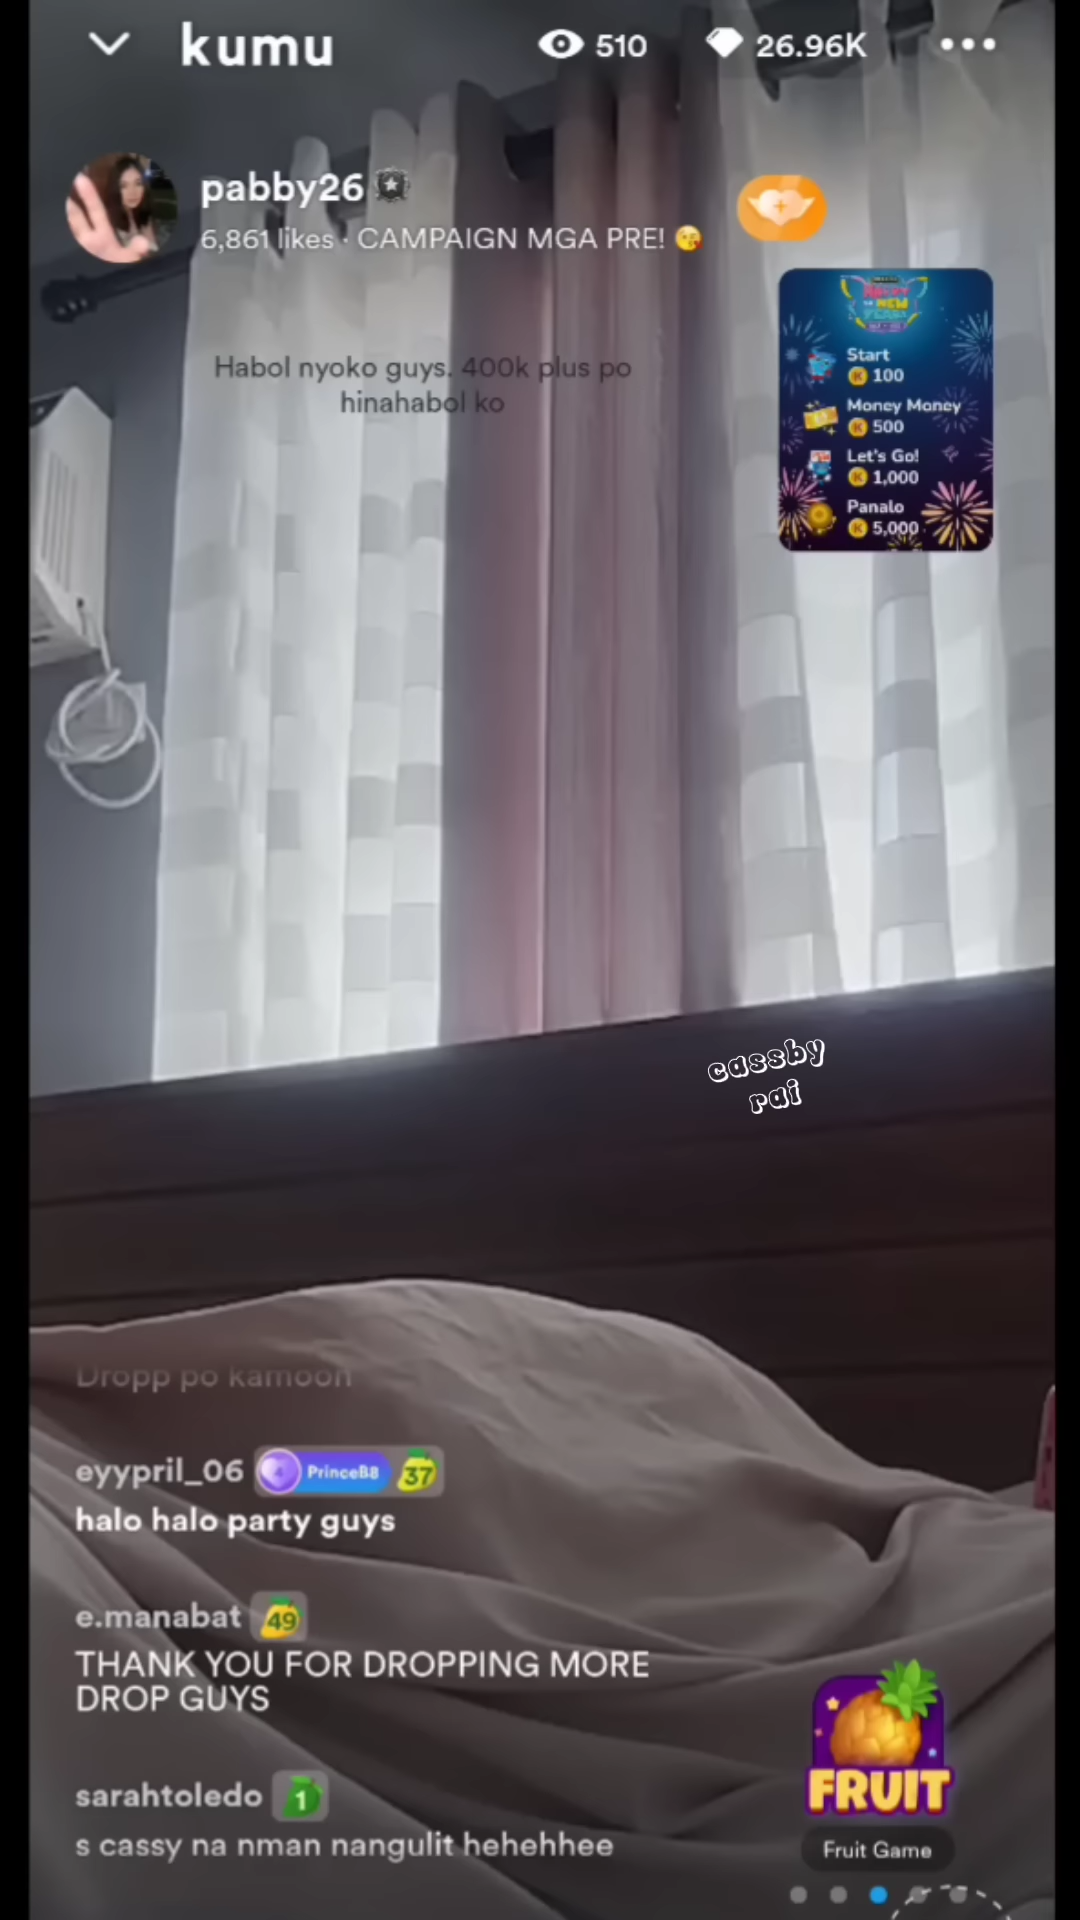 kumu 510 26.96K
pabby26
6,861 likes · CAMPAIGN MGA PRE! 😘
Start
100
Money Money
500
Let's Go!
1,000
Panalo
5,000
Habol nyoko guys. 400k plus po
hinahabol ko
cassby
rai
Dropp po kamoon
eyypril_06 PrinceB8 37
halo halo party guys
e.manabat 49
THANK YOU FOR DROPPING MORE
DROP GUYS
sarahtoledo 1
s cassy na nman nangulit hehehhee
FRUIT
Fruit Game